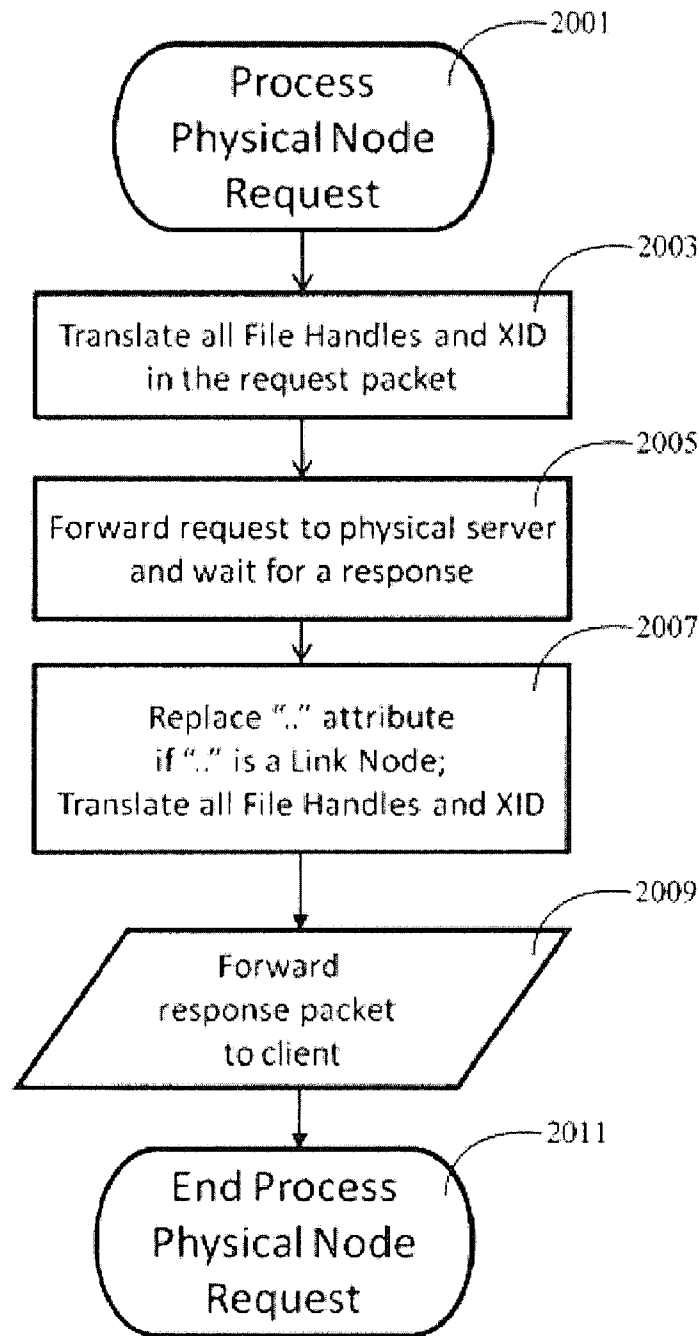 2001
Process
Physical Node
Request
2003
Translate all File Handles and XID
in the request packet
2005
Forward request to physical server
and wait for a response
2007
Replace ".." attribute
if ".." is a Link Node;
Translate all File Handles and XID
2009
Forward
response packet
to client
2011
End Process
Physical Node
Request